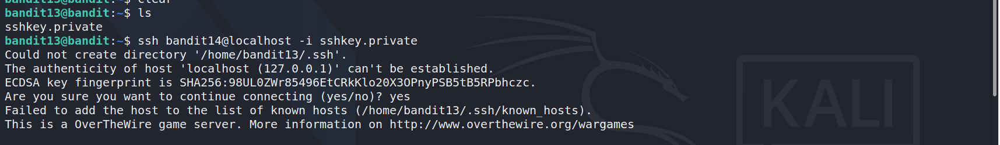 bandit13@bandit:~$ clear
bandit13@bandit:~$ ls
sshkey.private
bandit13@bandit:~$ ssh bandit14@localhost -i sshkey.private
Could not create directory '/home/bandit13/.ssh'.
The authenticity of host 'localhost (127.0.0.1)' can't be established.
ECDSA key fingerprint is SHA256:98UL0ZWr85496EtCRkKlo20X3OPnyPSB5tB5RPbhczc.
Are you sure you want to continue connecting (yes/no)? yes
Failed to add the host to the list of known hosts (/home/bandit13/.ssh/known_hosts).
This is a OverTheWire game server. More information on http://www.overthewire.org/wargames
KALI